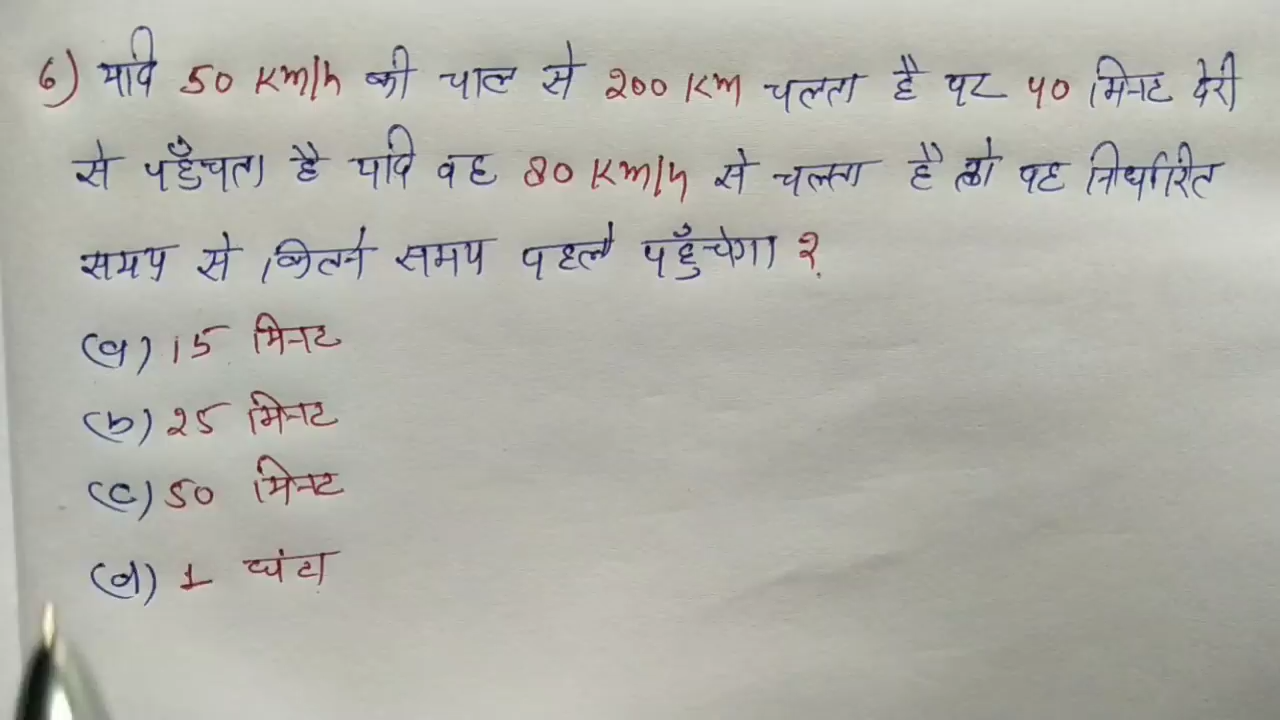 6) यदि 50 Km/h की चाल से 200 KM चलता है पर 40 मिनट देरी
से पहुँचता है यदि वह 80 Km/h से चलता है तो वह निर्धारित
समय से कितने समय पहले पहुँचेगा ?
(a) 15 मिनट
(b) 25 मिनट
(c) 50 मिनट
(d) 1 घंटा